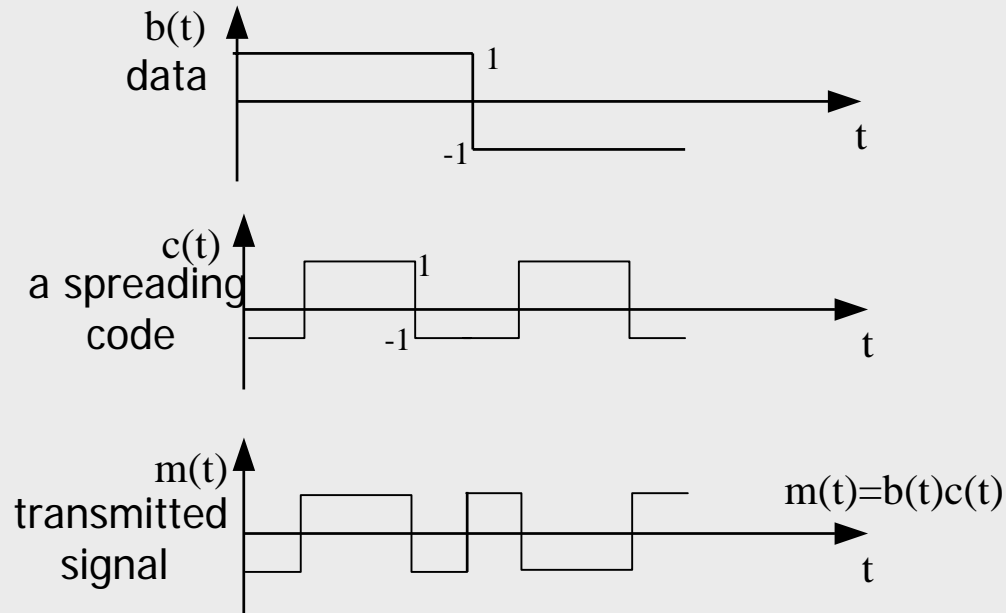 b(t)
data
1
-1
t
c(t)
a spreading
code
1
-1
t
m(t)
transmitted
signal
m(t)=b(t)c(t)
t